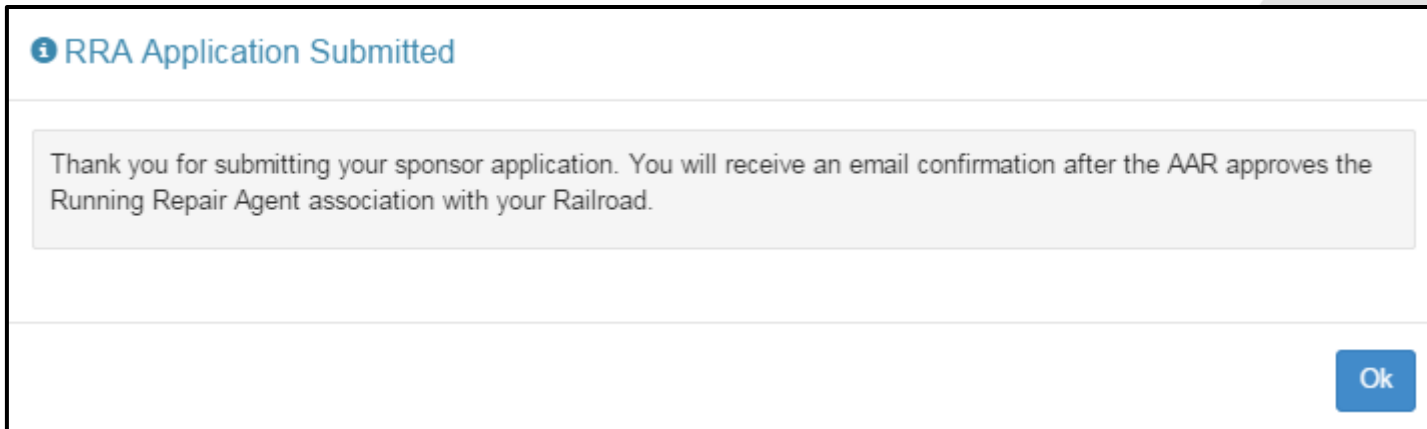 RRA Application Submitted
Thank you for submitting your sponsor application. You will receive an email confirmation after the AAR approves the
Running Repair Agent association with your Railroad.
Ok